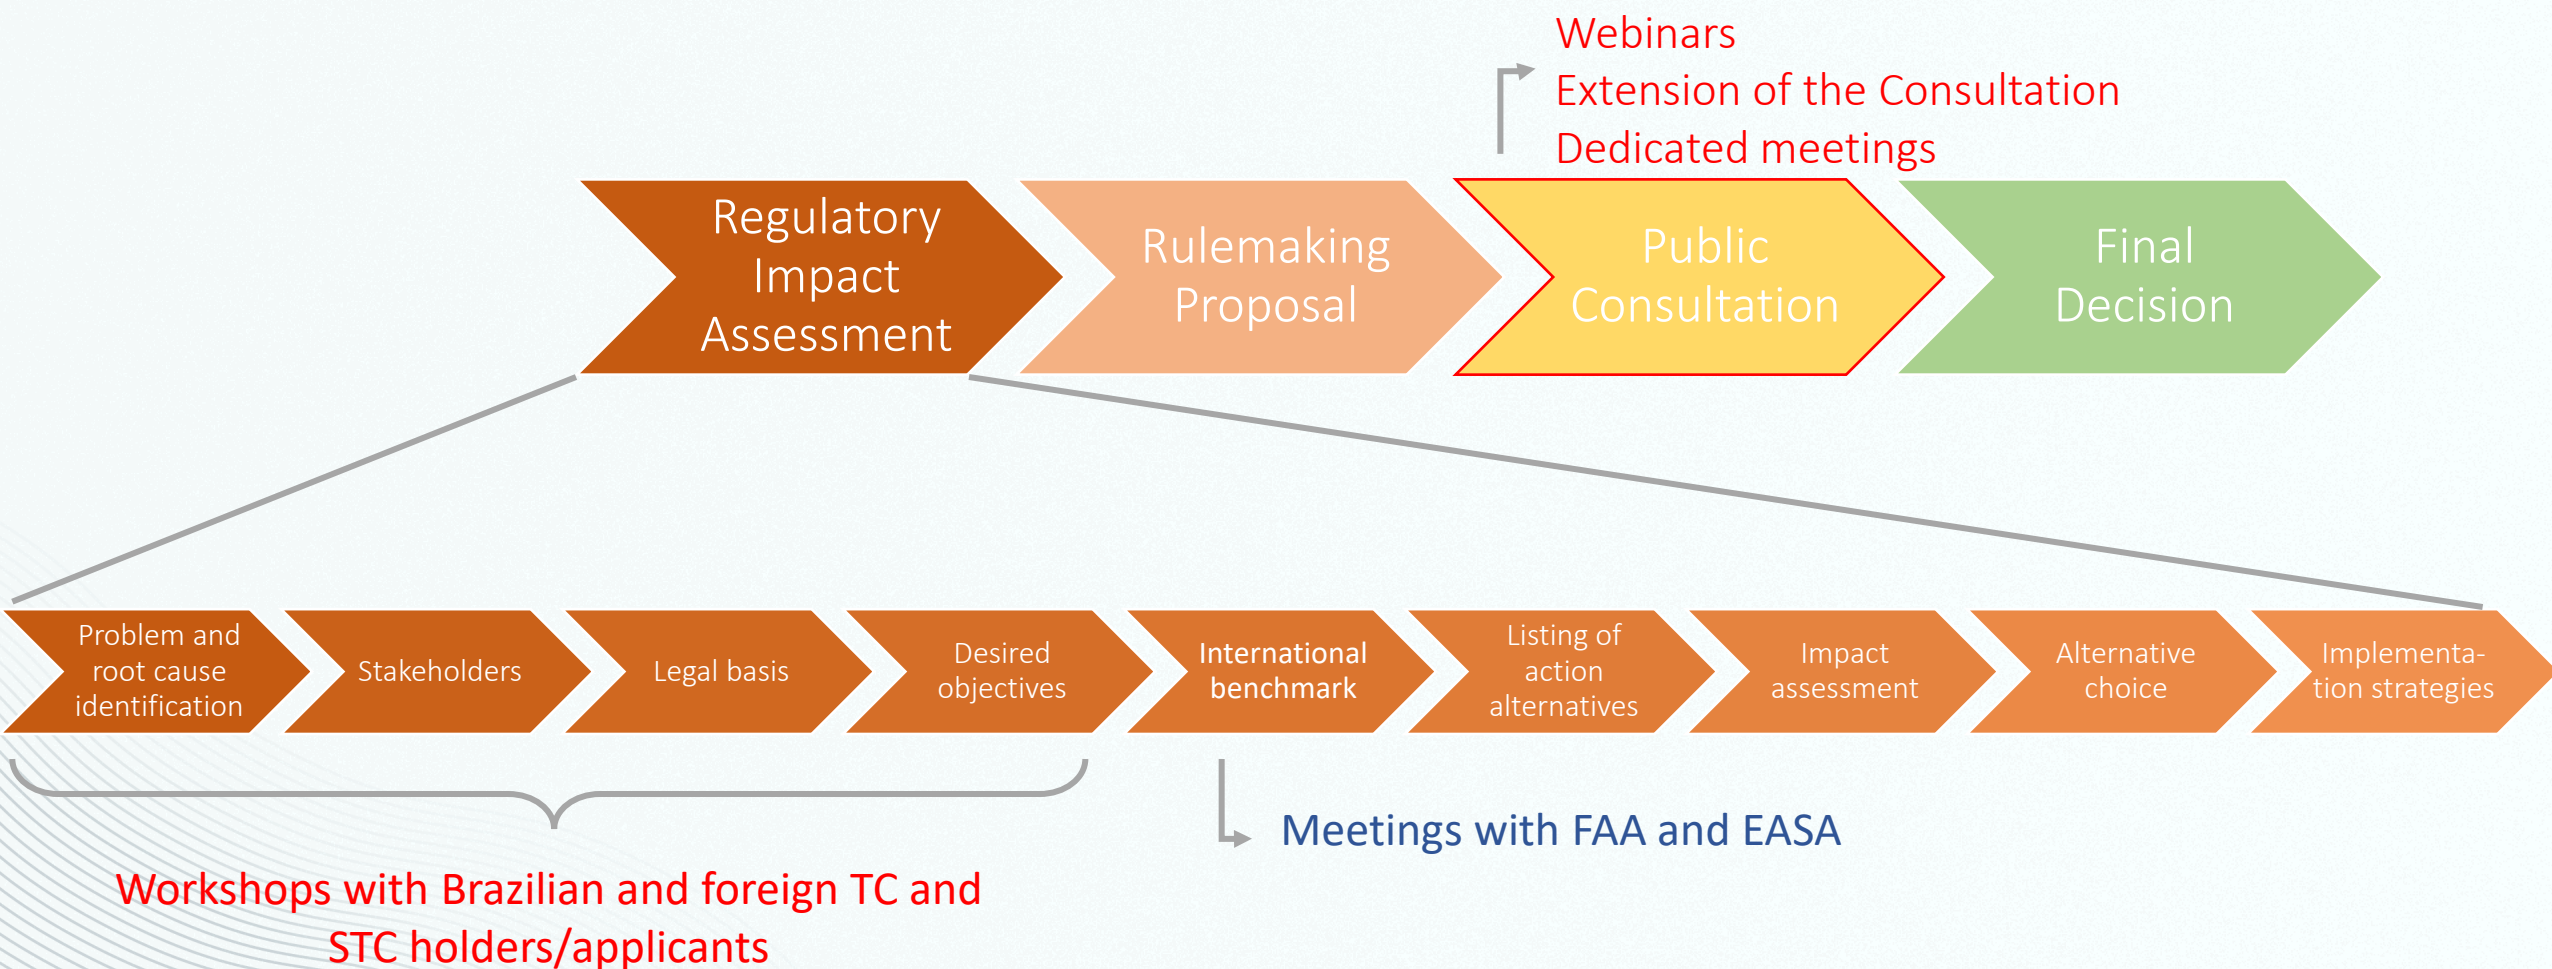 Webinars
Extension of the Consultation
Dedicated meetings
Regulatory
Impact
Assessment
Rulemaking
Proposal
Public
Consultation
Final
Decision
Problem and
root cause
identification
Stakeholders
Legal basis
Desired
objectives
International
benchmark
Listing of
action
alternatives
Impact
assessment
Alternative
choice
Implementa-
tion strategies
Meetings with FAA and EASA
Workshops with Brazilian and foreign TC and
STC holders/applicants